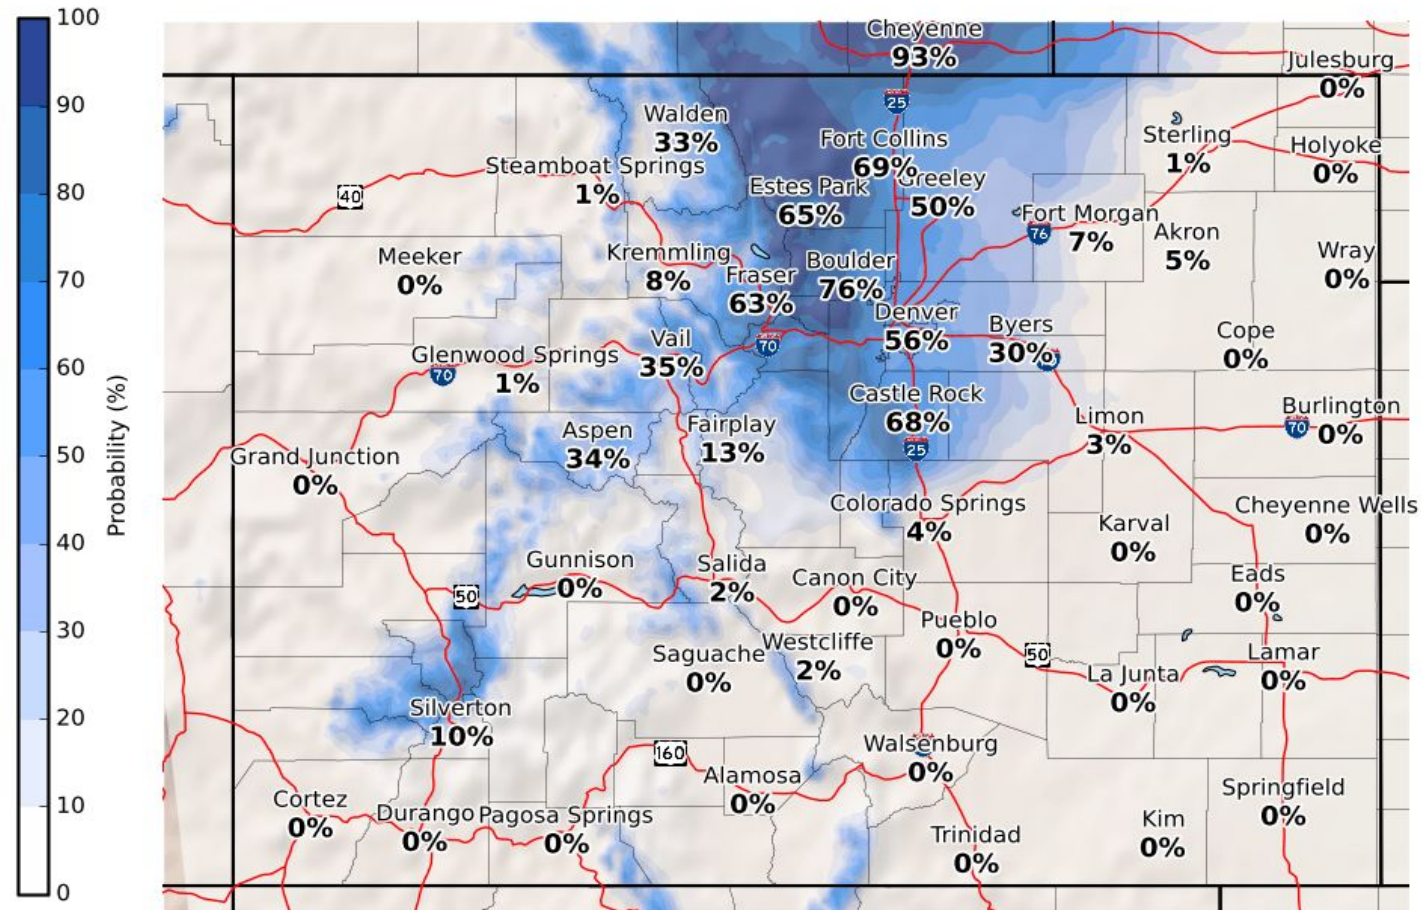 100
90
80
70
60
50
40
30
20
10
0
Probability (%)
Cheyenne
93%
Julesburg
0%
25
Walden
33%
Fort Collins
69%
Sterling
1%
Holyoke
0%
Steamboat Springs
1%
40
Estes Park
65%
Greeley
50%
Fort Morgan
7%
76
Akron
5%
Wray
0%
Meeker
0%
Kremmling
8%
Fraser
63%
Boulder
76%
Denver
56%
Byers
30%
Cope
0%
Vail
35%
70
Glenwood Springs
1%
70
Castle Rock
68%
25
Limon
3%
Burlington
0%
70
Aspen
34%
Fairplay
13%
Grand Junction
0%
Colorado Springs
4%
Karval
0%
Cheyenne Wells
0%
Gunnison
0%
50
Salida
2%
Canon City
0%
Eads
0%
Pueblo
0%
50
Westcliffe
2%
Saguache
0%
La Junta
0%
Lamar
0%
Silverton
10%
160
Walsenburg
0%
Alamosa
0%
Springfield
0%
Cortez
0%
Durango
0%
Pagosa Springs
0%
Trinidad
0%
Kim
0%